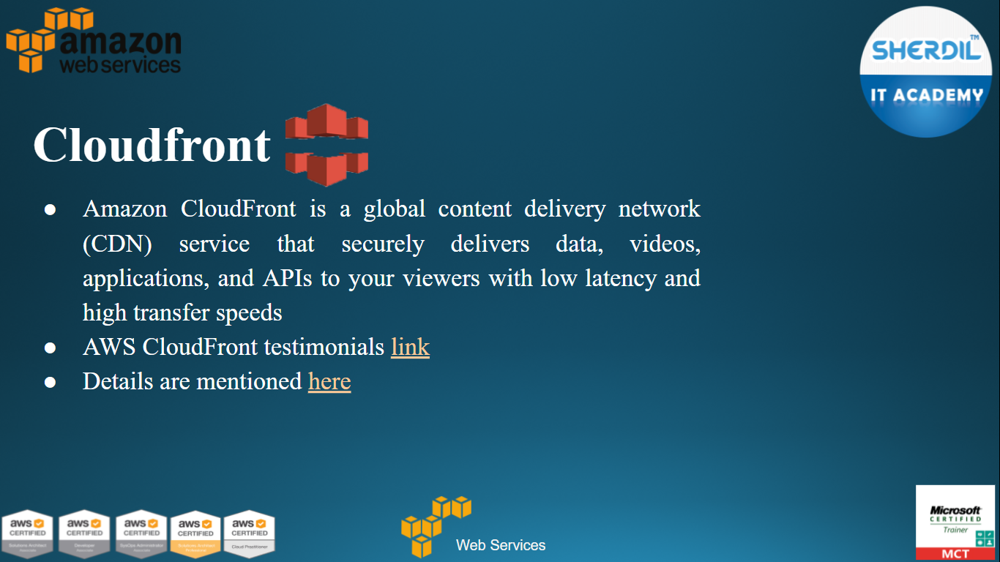 amazon
web services
SHERDIL™
IT ACADEMY
Cloudfront
● Amazon CloudFront is a global content delivery network
(CDN) service that securely delivers data, videos,
applications, and APIs to your viewers with low latency and
high transfer speeds
● AWS CloudFront testimonials link
● Details are mentioned here
aws
CERTIFIED
Solutions Architect
Associate
aws
CERTIFIED
Developer
Associate
aws
CERTIFIED
SysOps Administrator
Associate
aws
CERTIFIED
Professional
aws
CERTIFIED
Cloud Practitioner
Web Services
Microsoft
CERTIFIED
Trainer
MCT